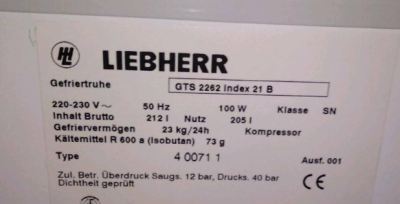 LIEBHERR
Gefriertruhe GTS 2262 Index 21 B
220-230 V~ 50 Hz 100 W Klasse SN
Inhalt Brutto 212 l Nutz 205 l
Gefriervermögen 23 kg/24h Kompressor
Kältemittel R 600 a (Isobutan) 73 g
Type 4 0071 1 Ausf. 001
Zul. Betr. Überdruck Saugs. 12 bar, Drucks. 40 bar
Dichtheit geprüft CE